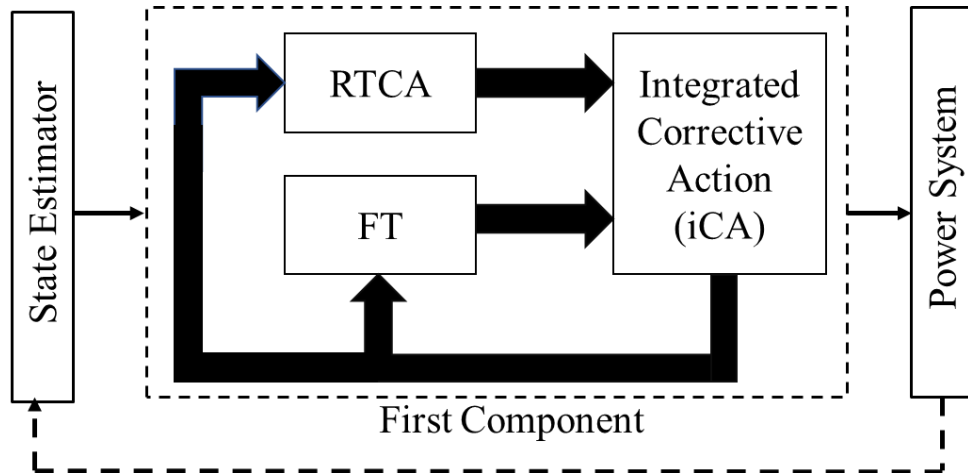 State Estimator
RTCA
FT
Integrated
Corrective
Action
(iCA)
Power System
First Component